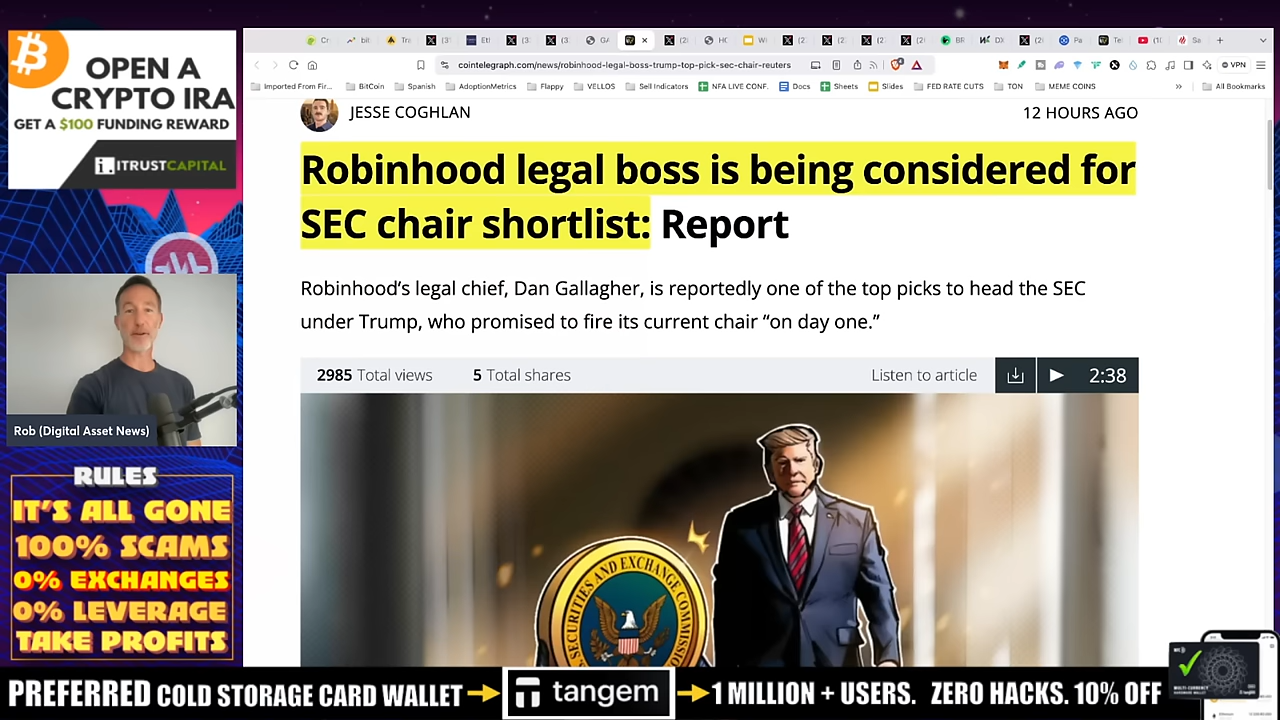 OPEN A
CRYPTO IRA
GET A $100 FUNDING REWARD
i. ITRUSTCAPITAL
Rob (Digital Asset News)
RULES
IT'S ALL GONE
100% SCAMS
0% EXCHANGES
0% LEVERAGE
TAKE PROFITS
cointelegraph.com/news/robinhood-legal-boss-trump-top-pick-sec-chair-reuters
VPN
Imported From Fir...
BitCoin
Spanish
AdoptionMetrics
Flappy
VELLOS
Sell Indicators
NFA LIVE CONF.
Docs
Sheets
Slides
FED RATE CUTS
TON
MEME COINS
All Bookmarks
JESSE COGHLAN
12 HOURS AGO
Robinhood legal boss is being considered for
SEC chair shortlist: Report
Robinhood's legal chief, Dan Gallagher, is reportedly one of the top picks to head the SEC
under Trump, who promised to fire its current chair “on day one.”
2985 Total views
5 Total shares
Listen to article
2:38
SECURITIES AND EXCHANGE COMMISS
PREFERRED COLD STORAGE CARD WALLET
tangem
1 MILLION + USERS. ZERO HACKS. 10% OFF